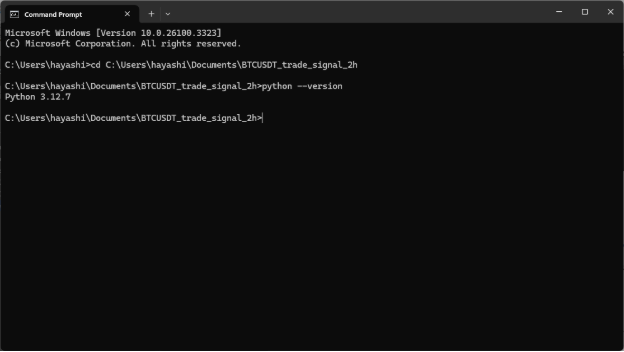 Command Prompt
Microsoft Windows [Version 10.0.26100.3323]
(c) Microsoft Corporation. All rights reserved.
C:\Users\hayashi>cd C:\Users\hayashi\Documents\BTCUSDT_trade_signal_2h
C:\Users\hayashi\Documents\BTCUSDT_trade_signal_2h>python --version
Python 3.12.7
C:\Users\hayashi\Documents\BTCUSDT_trade_signal_2h>